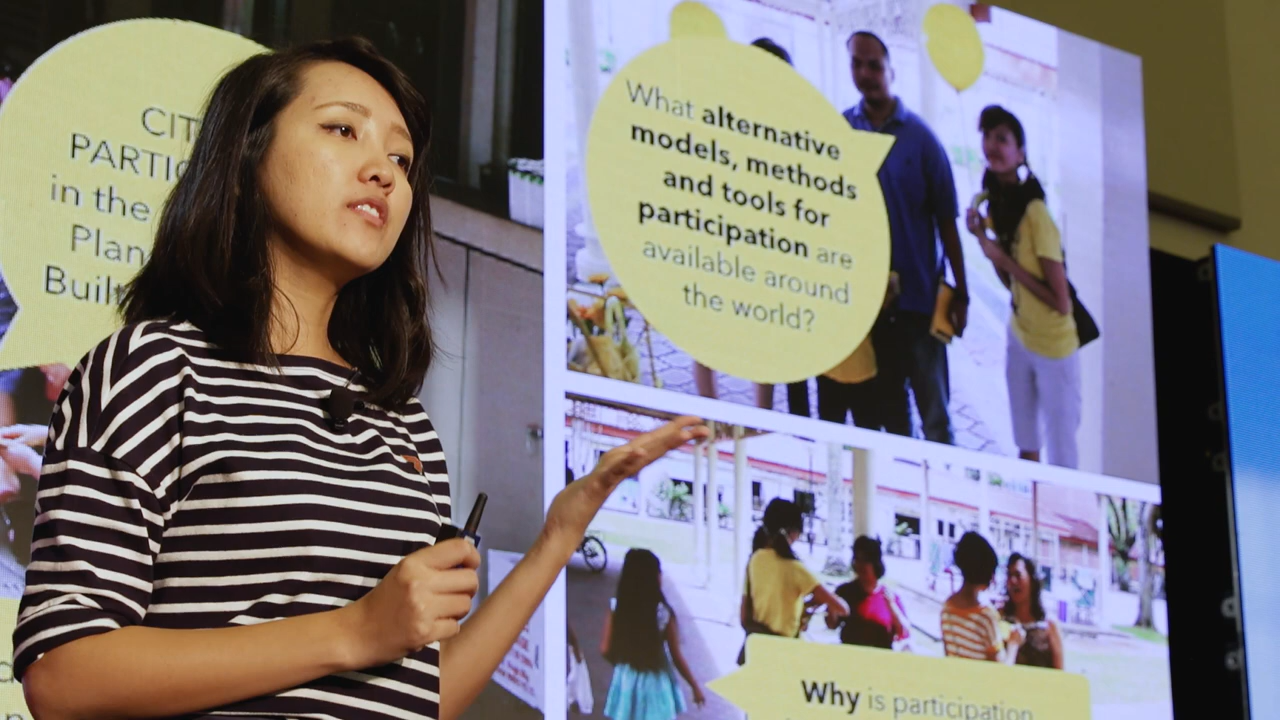 CIT
PARTIC
in the
Plan
Built
What alternative
models, methods
and tools for
participation are
available around
the world?
Why is participation